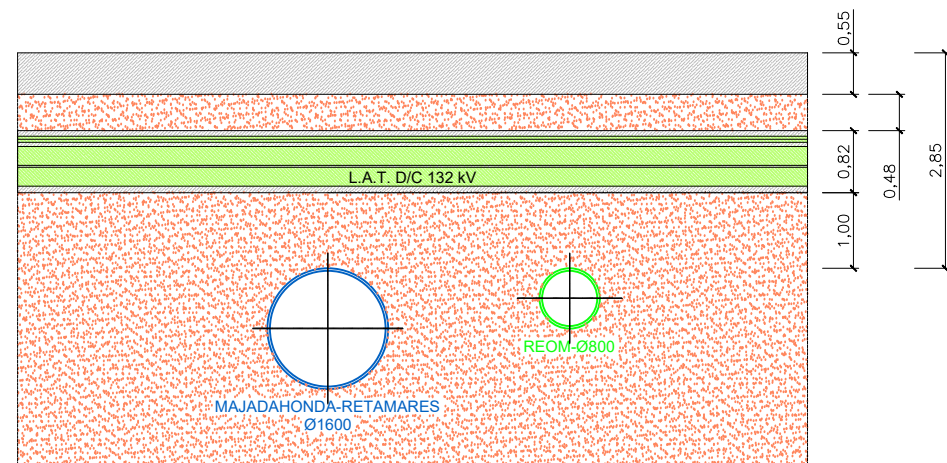 0,55
0,82
0,48
2,85
1,00
L.A.T. D/C 132 kV
REOM-Ø800
MAJADAHONDA-RETAMARES
Ø1600